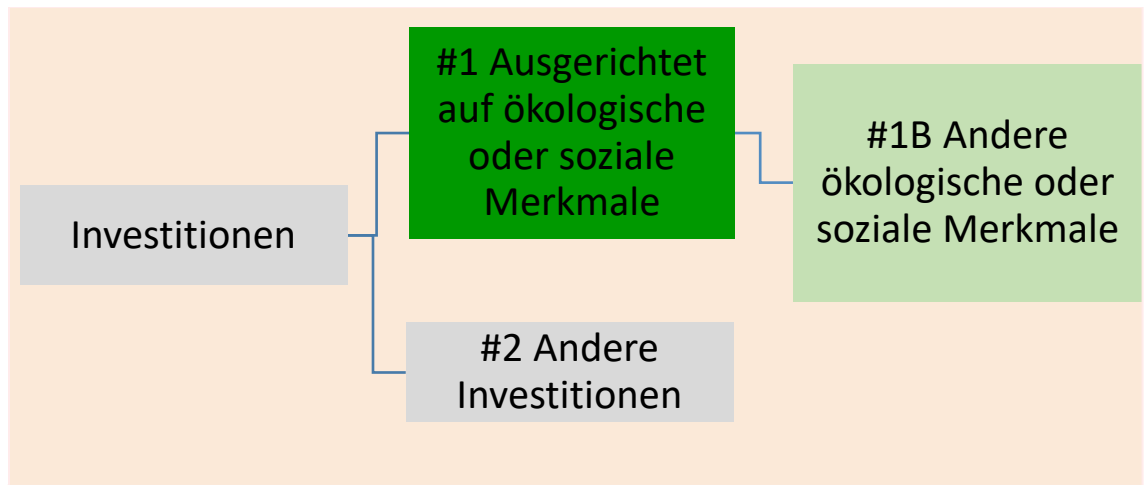 Investitionen
#1 Ausgerichtet
auf ökologische
oder soziale
Merkmale
#1B Andere
ökologische oder
soziale Merkmale
#2 Andere
Investitionen